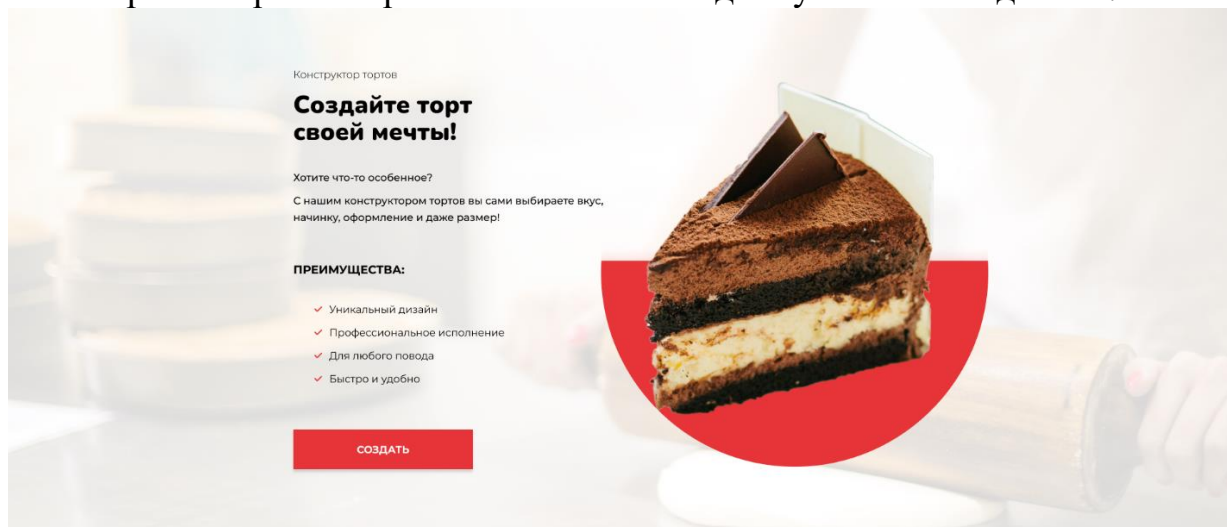 Конструктор тортов
Создайте торт
своей мечты!
Хотите что-то особенное?
С нашим конструктором тортов вы сами выбираете вкус,
начинку, оформление и даже размер!
ПРЕИМУЩЕСТВА:
Уникальный дизайн
Профессиональное исполнение
Для любого повода
Быстро и удобно
СОЗДАТЬ